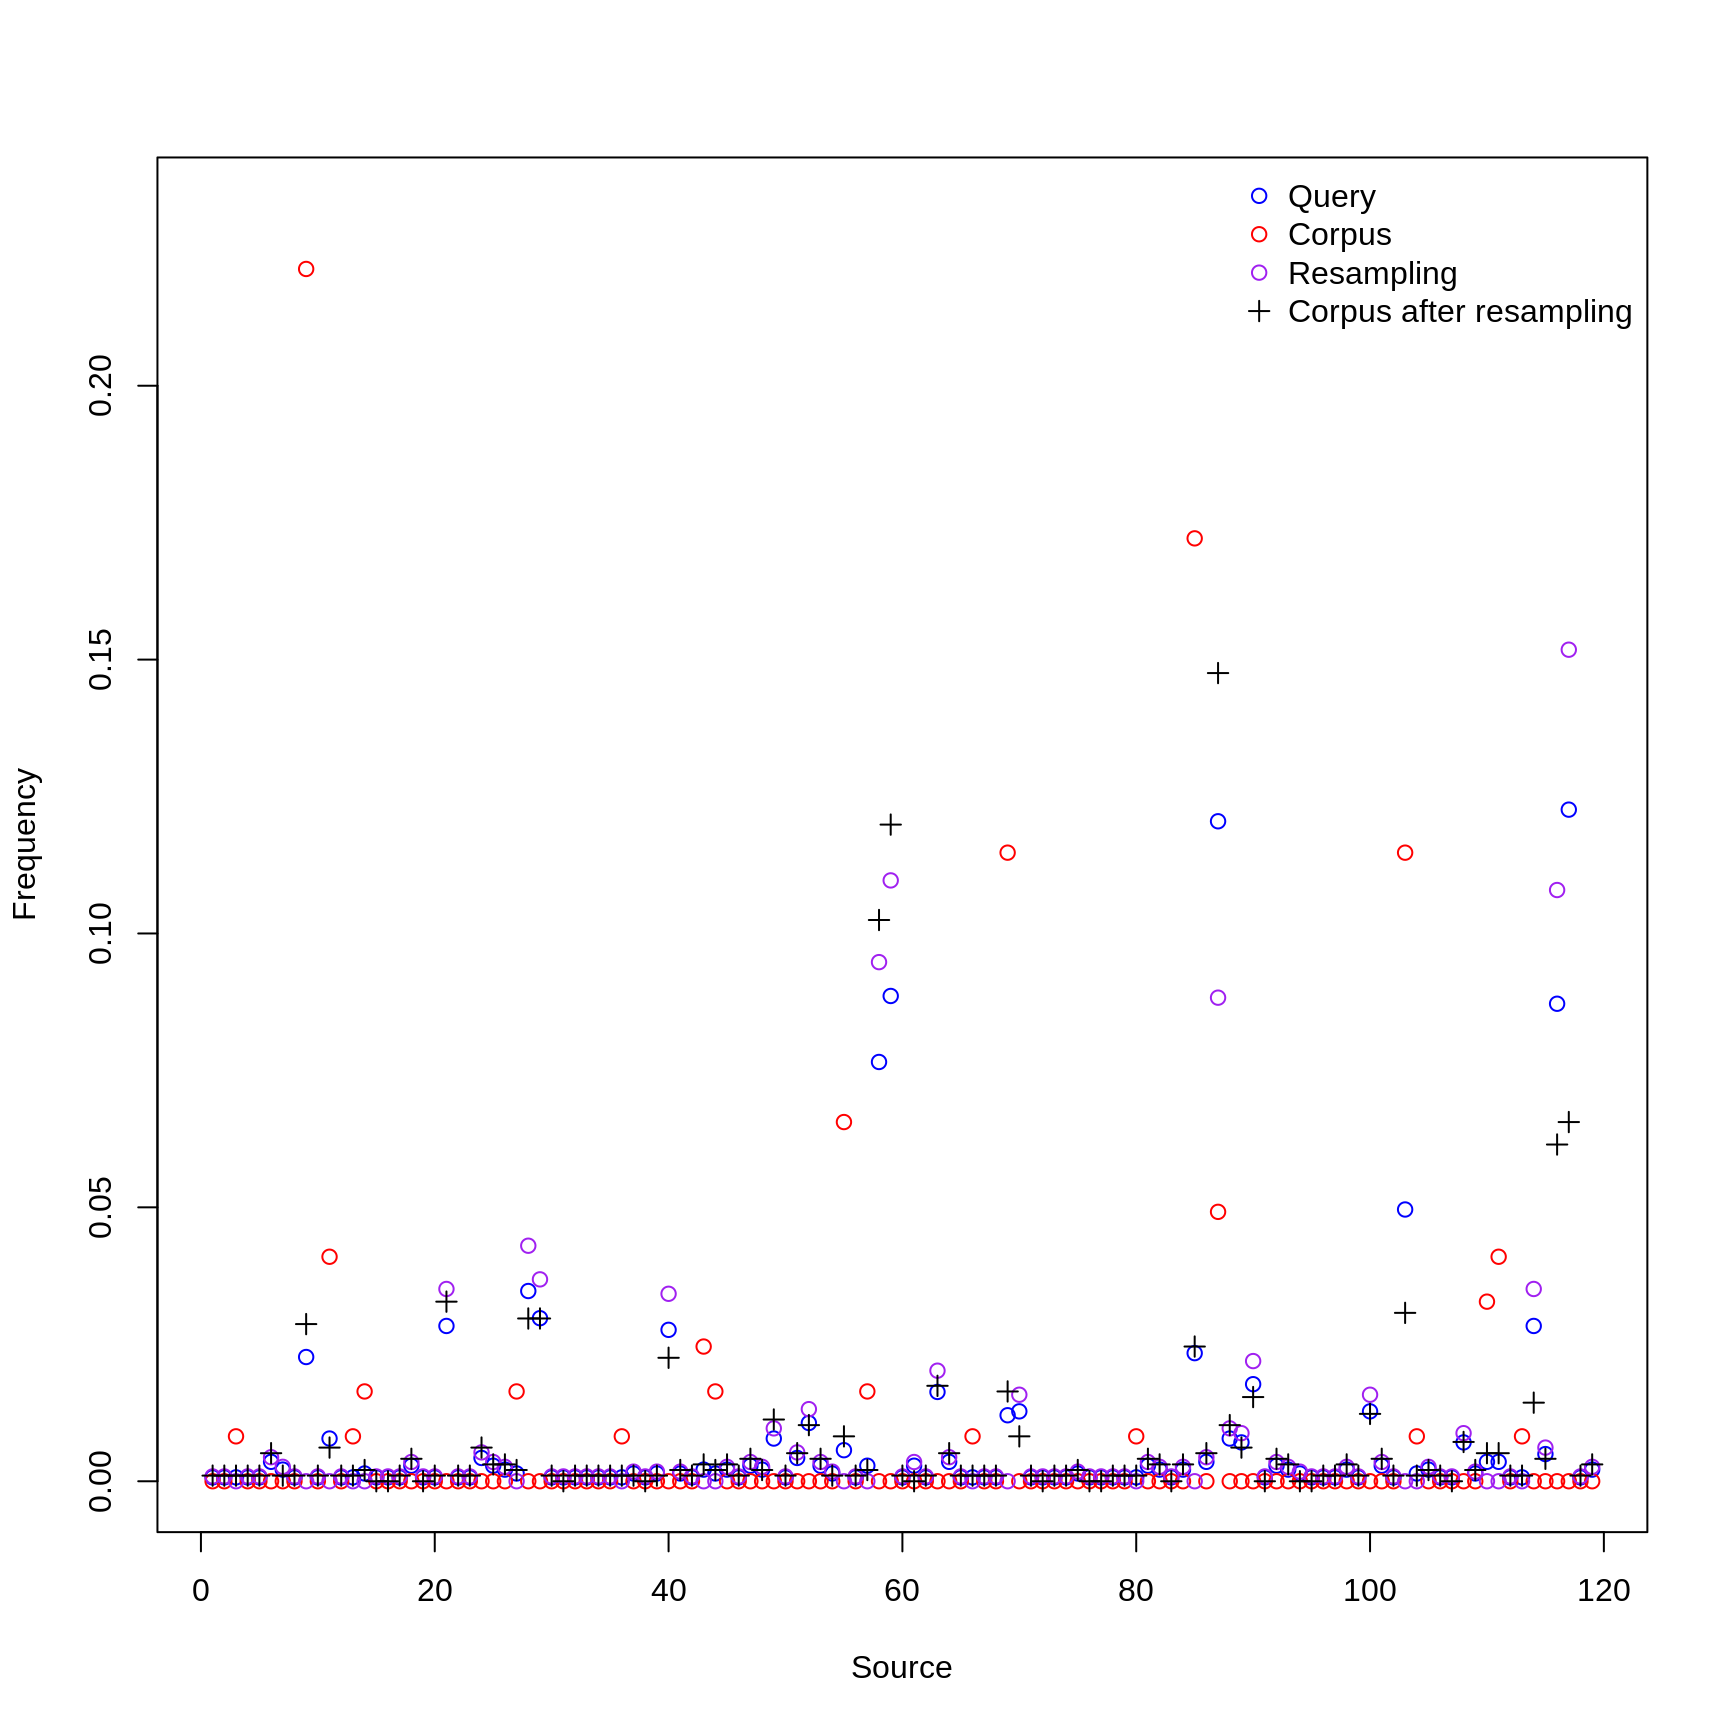 Query
Corpus
Resampling
Corpus after resampling
0.20
0.15
0.10
0.05
0.00
Frequency
0 20 40 60 80 100 120
Source